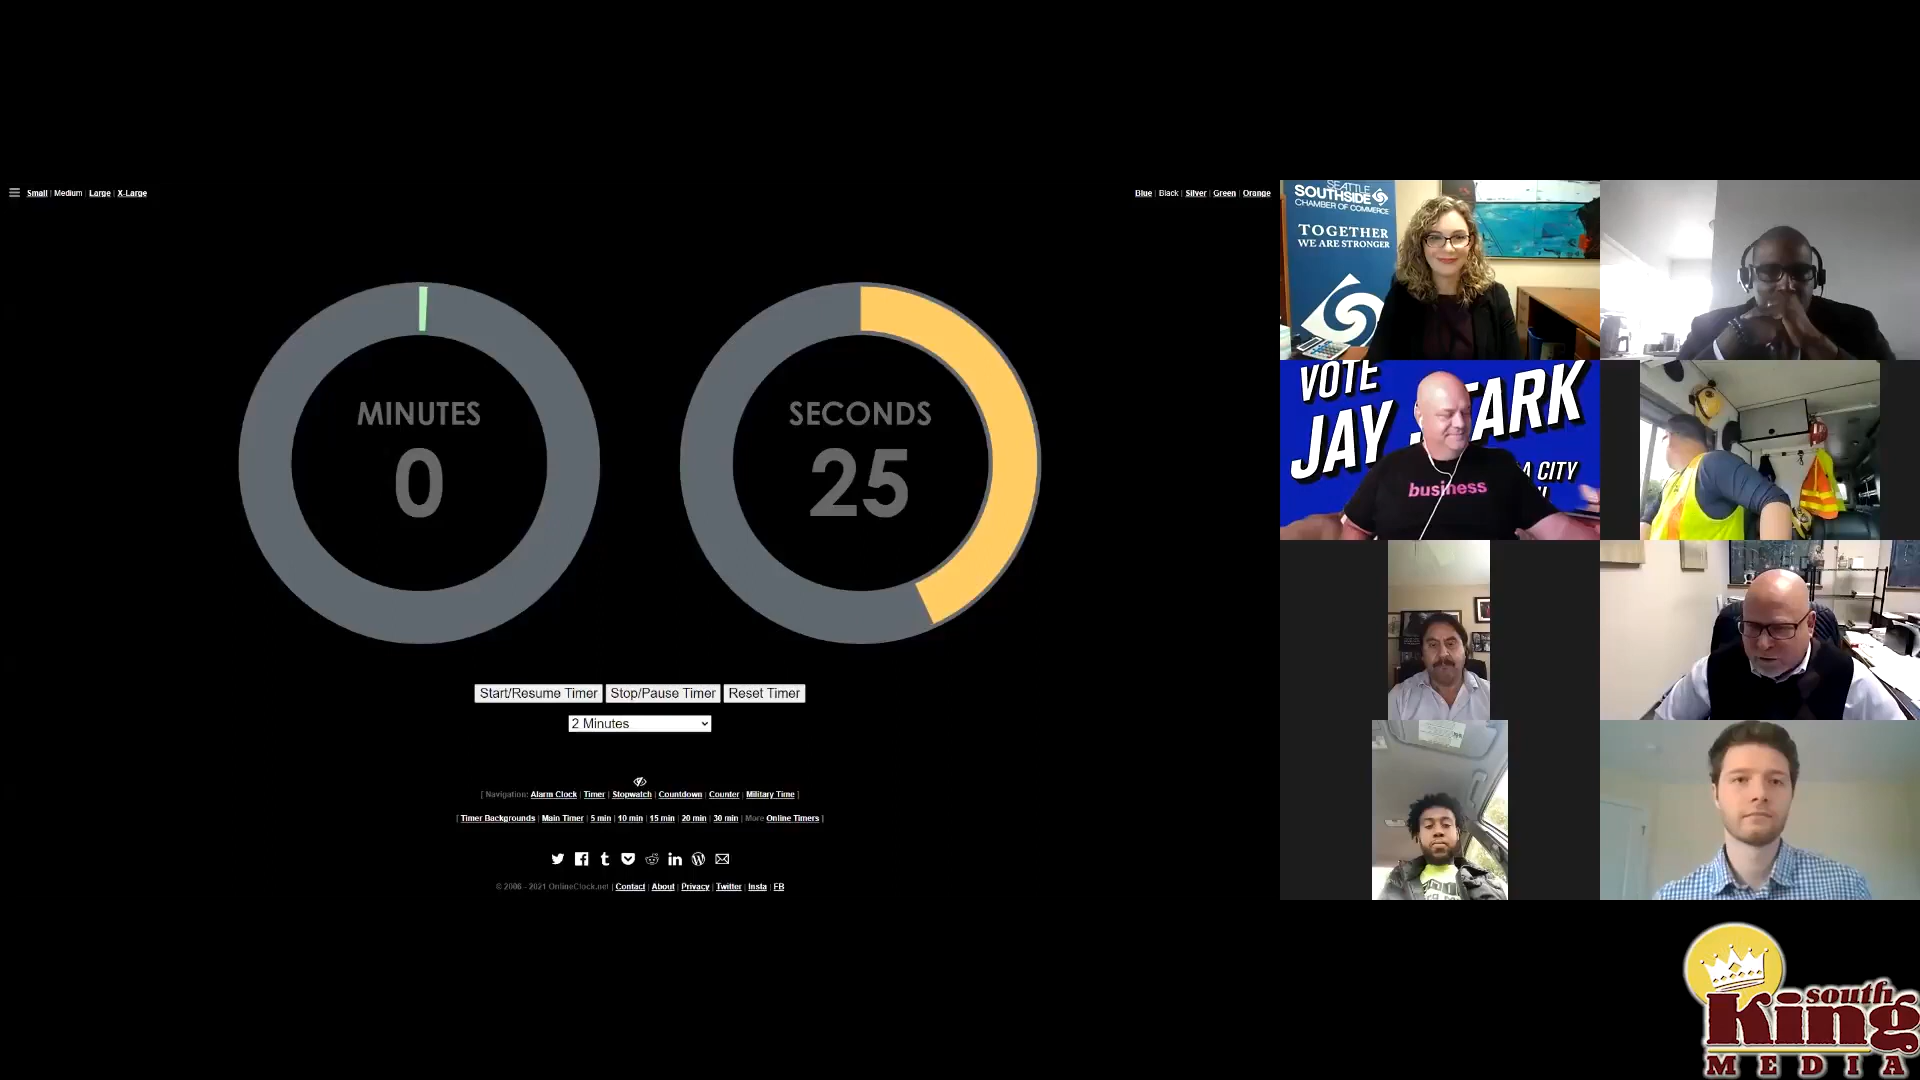 Small | Medium | Large | X-Large
Blue | Black | Silver | Green | Orange
MINUTES
0
SECONDS
25
Start/Resume Timer
Stop/Pause Timer
Reset Timer
2 Minutes
[ Navigation: Alarm Clock | Timer | Stopwatch | Countdown | Counter | Military Time ]
[ Timer Backgrounds | Main Timer | 5 min | 10 min | 15 min | 20 min | 30 min | More Online Timers ]
© 2006 - 2021 OnlineClock.net | Contact | About | Privacy | Twitter | Insta | FB
SEATTLE
SOUTHSIDE
CHAMBER OF COMMERCE
TOGETHER
WE ARE STRONGER
VOTE
JAY
CITY
business
south
King
MEDIA